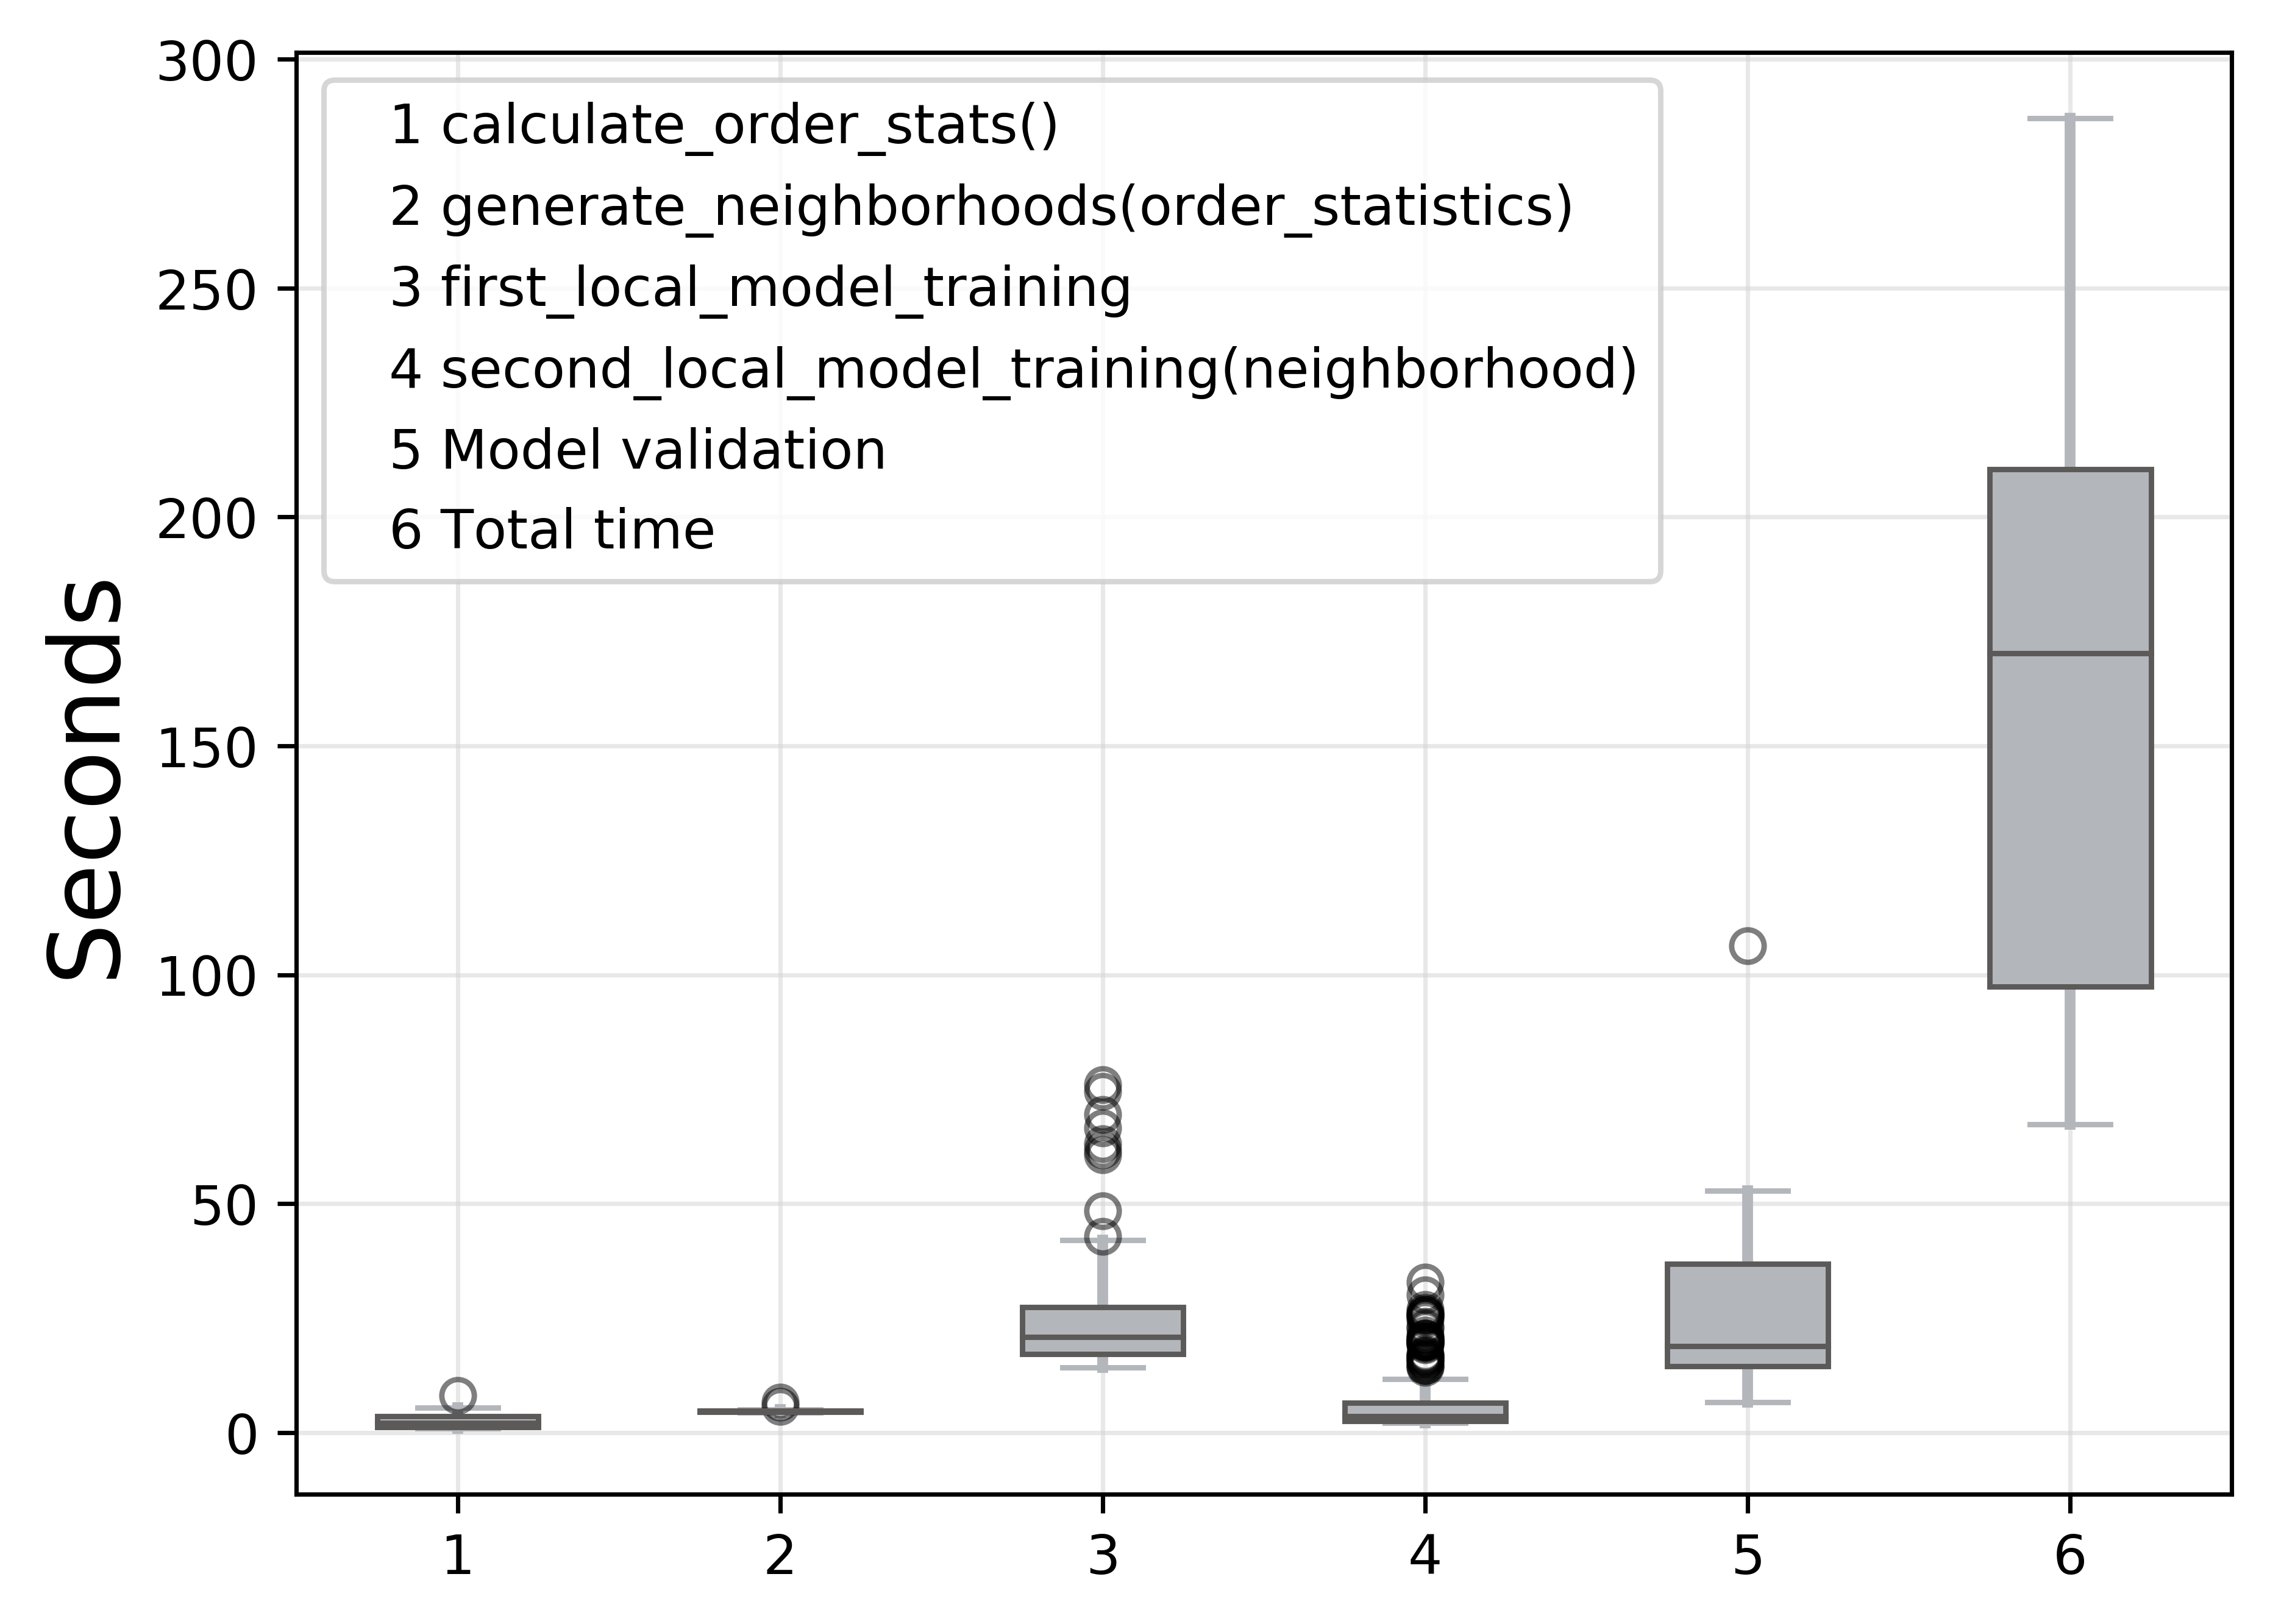 300
250
200
150
100
50
0
Seconds
1 calculate_order_stats()
2 generate_neighborhoods(order_statistics)
3 first_local_model_training
4 second_local_model_training(neighborhood)
5 Model validation
6 Total time
1 2 3 4 5 6